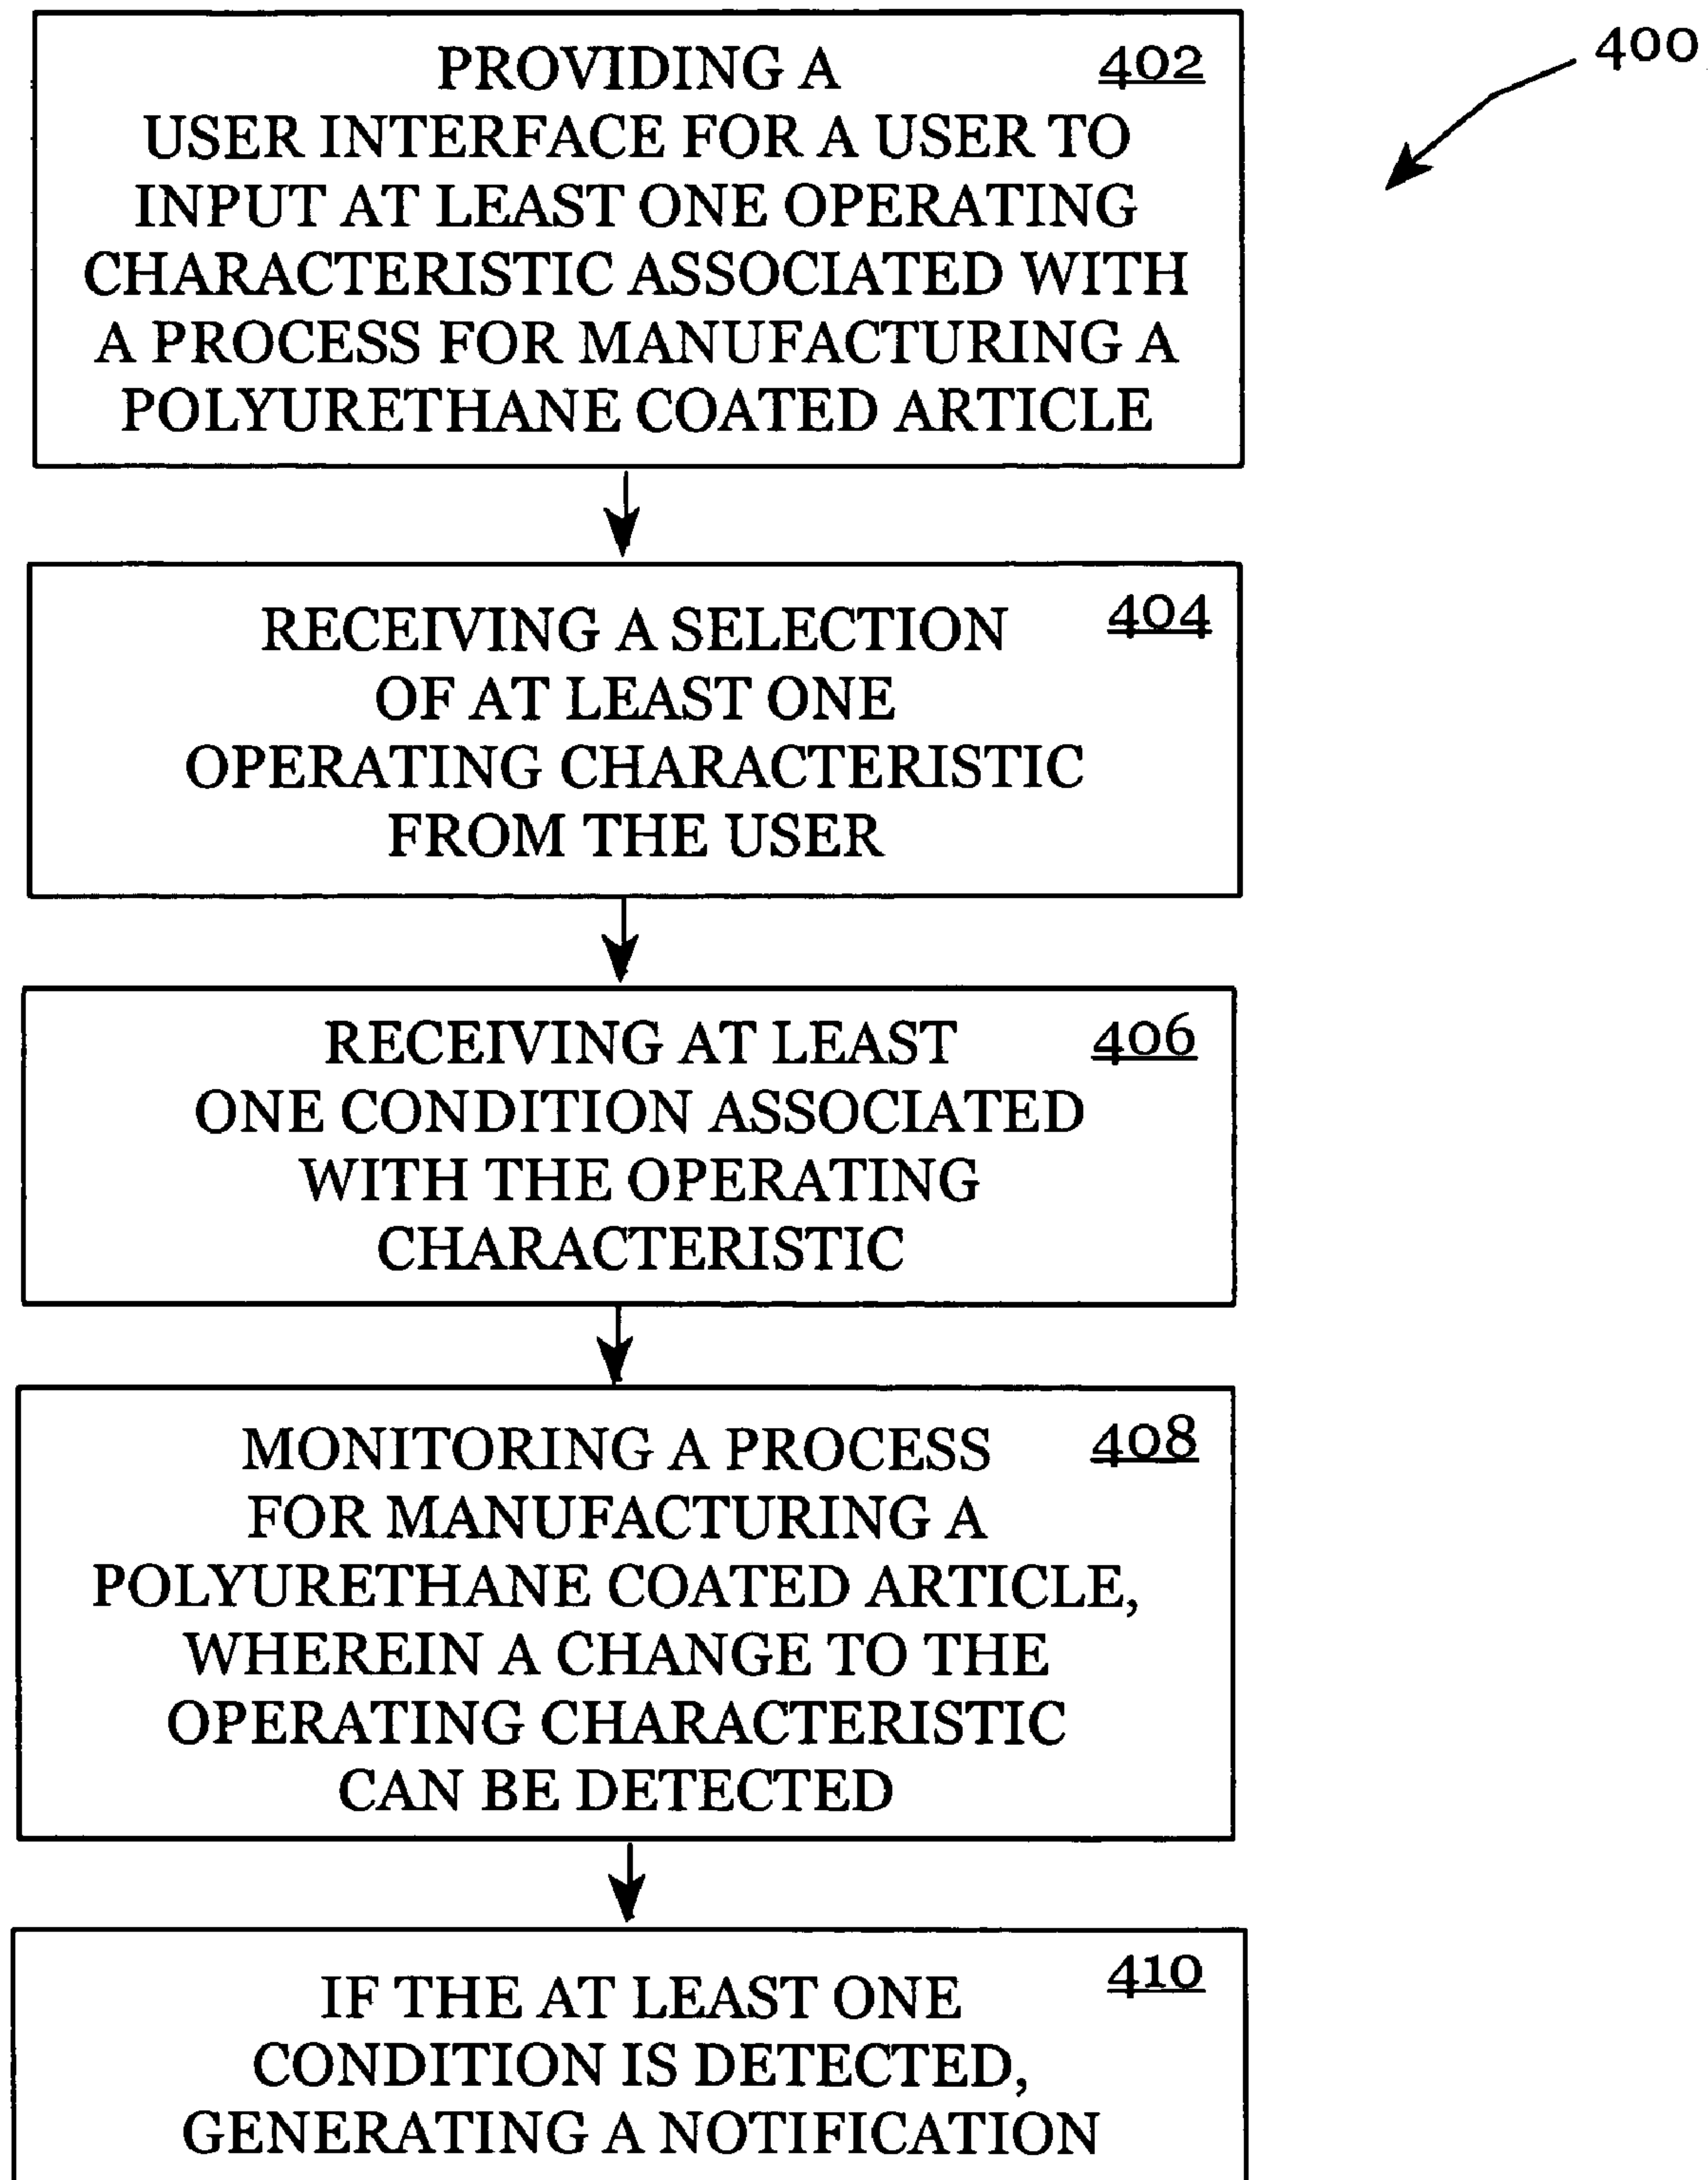 400
PROVIDING A 402
USER INTERFACE FOR A USER TO
INPUT AT LEAST ONE OPERATING
CHARACTERISTIC ASSOCIATED WITH
A PROCESS FOR MANUFACTURING A
POLYURETHANE COATED ARTICLE
RECEIVING A SELECTION 404
OF AT LEAST ONE
OPERATING CHARACTERISTIC
FROM THE USER
RECEIVING AT LEAST 406
ONE CONDITION ASSOCIATED
WITH THE OPERATING
CHARACTERISTIC
MONITORING A PROCESS 408
FOR MANUFACTURING A
POLYURETHANE COATED ARTICLE,
WHEREIN A CHANGE TO THE
OPERATING CHARACTERISTIC
CAN BE DETECTED
IF THE AT LEAST ONE 410
CONDITION IS DETECTED,
GENERATING A NOTIFICATION